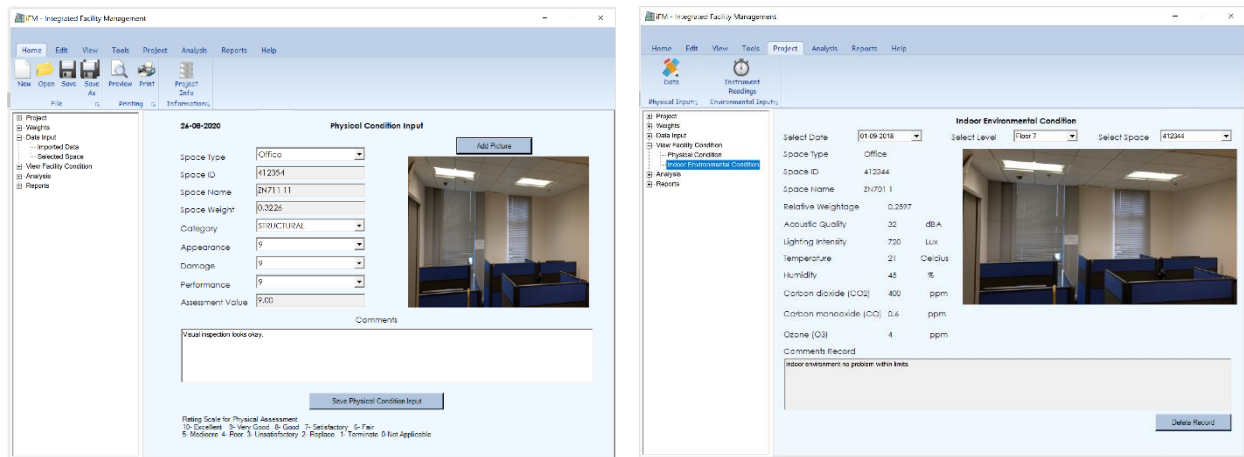 iFM - Integrated Facility Management
Home Edit View Tools Project Analysis Reports Help
New Open Save Save As Preview Print Project Info
File Printing Informations
Project
Weights
Data Input
Imported Data
Selected Space
View Facility Condition
Analysis
Reports
26-08-2020 Physical Condition Input
Add Picture
Space Type Office
Space ID 412354
Space Name ZN711 11
Space Weight 0.3226
Category STRUCTURAL
Appearance 9
Damage 9
Performance 9
Assessment Value 9.00
Comments
Visual inspection looks okay.
Save Physical Condition Input
Rating Scale for Physical Assessment
10- Excellent 9- Very Good 8- Good 7- Satisfactory 6- Fair
5- Mediocre 4- Poor 3- Unsatisfactory 2- Replace 1- Terminate 0-Not Applicable
iFM - Integrated Facility Management
Home Edit View Tools Project Analysis Reports Help
Data Instrument Readings
Physical Inputs Environmental Inputs
Project
Weights
Data Input
View Facility Condition
Physical Condition
Indoor Environmental Condition
Analysis
Reports
Indoor Environmental Condition
Select Date 01-09-2018 Select Level Floor 7 Select Space 412344
Space Type Office
Space ID 412344
Space Name ZN701 1
Relative Weightage 0.2597
Acoustic Quality 32 dBA
Lighting Intensity 720 Lux
Temperature 21 Celcius
Humidity 45 %
Carbon dioxide (CO2) 400 ppm
Carbon monoxide (CO) 0.6 ppm
Ozone (O3) 4 ppm
Comments Record
Indoor environment no problem within limits
Delete Record